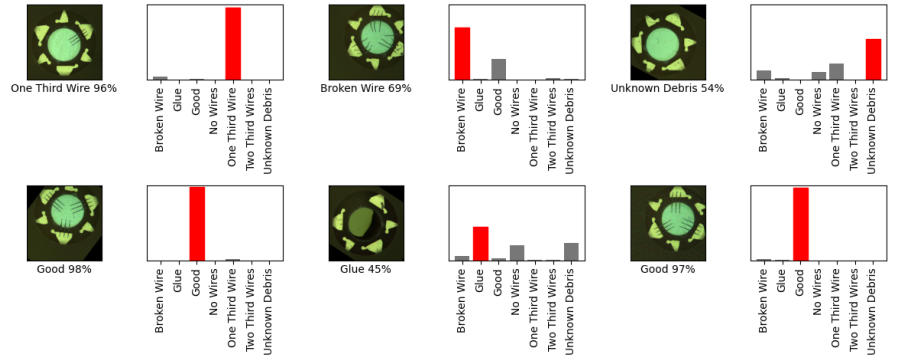 One Third Wire 96%
Broken Wire
Glue
Good
No Wires
One Third Wire
Two Third Wires
Unknown Debris
Broken Wire 69%
Broken Wire
Glue
Good
No Wires
One Third Wire
Two Third Wires
Unknown Debris
Unknown Debris 54%
Broken Wire
Glue
Good
No Wires
One Third Wire
Two Third Wires
Unknown Debris
Good 98%
Broken Wire
Glue
Good
No Wires
One Third Wire
Two Third Wires
Unknown Debris
Glue 45%
Broken Wire
Glue
Good
No Wires
One Third Wire
Two Third Wires
Unknown Debris
Good 97%
Broken Wire
Glue
Good
No Wires
One Third Wire
Two Third Wires
Unknown Debris